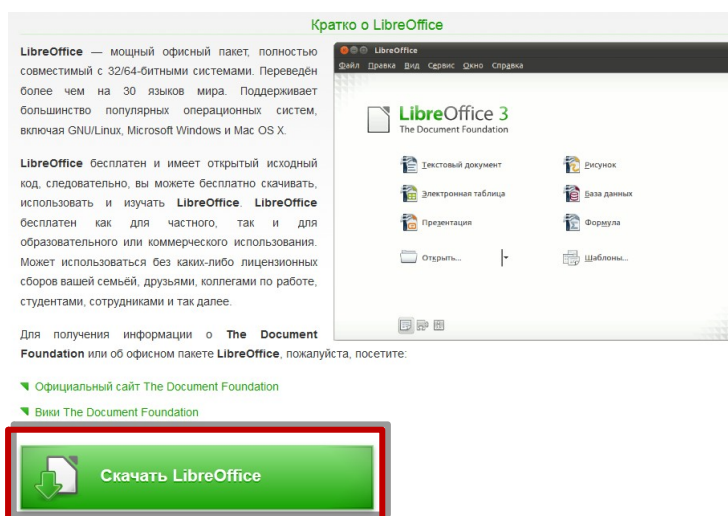 Кратко о LibreOffice
LibreOffice — мощный офисный пакет, полностью
совместимый с 32/64-битными системами. Переведён
более чем на 30 языков мира. Поддерживает
большинство популярных операционных систем,
включая GNU/Linux, Microsoft Windows и Mac OS X.
LibreOffice бесплатен и имеет открытый исходный
код, следовательно, вы можете бесплатно скачивать,
использовать и изучать LibreOffice. LibreOffice
бесплатен как для частного, так и для
образовательного или коммерческого использования.
Может использоваться без каких-либо лицензионных
сборов вашей семьёй, друзьями, коллегами по работе,
студентами, сотрудниками и так далее.
Для получения информации о The Document
Foundation или об офисном пакете LibreOffice, пожалуйста, посетите:
Официальный сайт The Document Foundation
Вики The Document Foundation
Скачать LibreOffice
LibreOffice
Файл Правка Вид Сервис Окно Справка
LibreOffice 3
The Document Foundation
Текстовый документ
Рисунок
Электронная таблица
База данных
Презентация
Формула
Открыть...
Шаблоны...